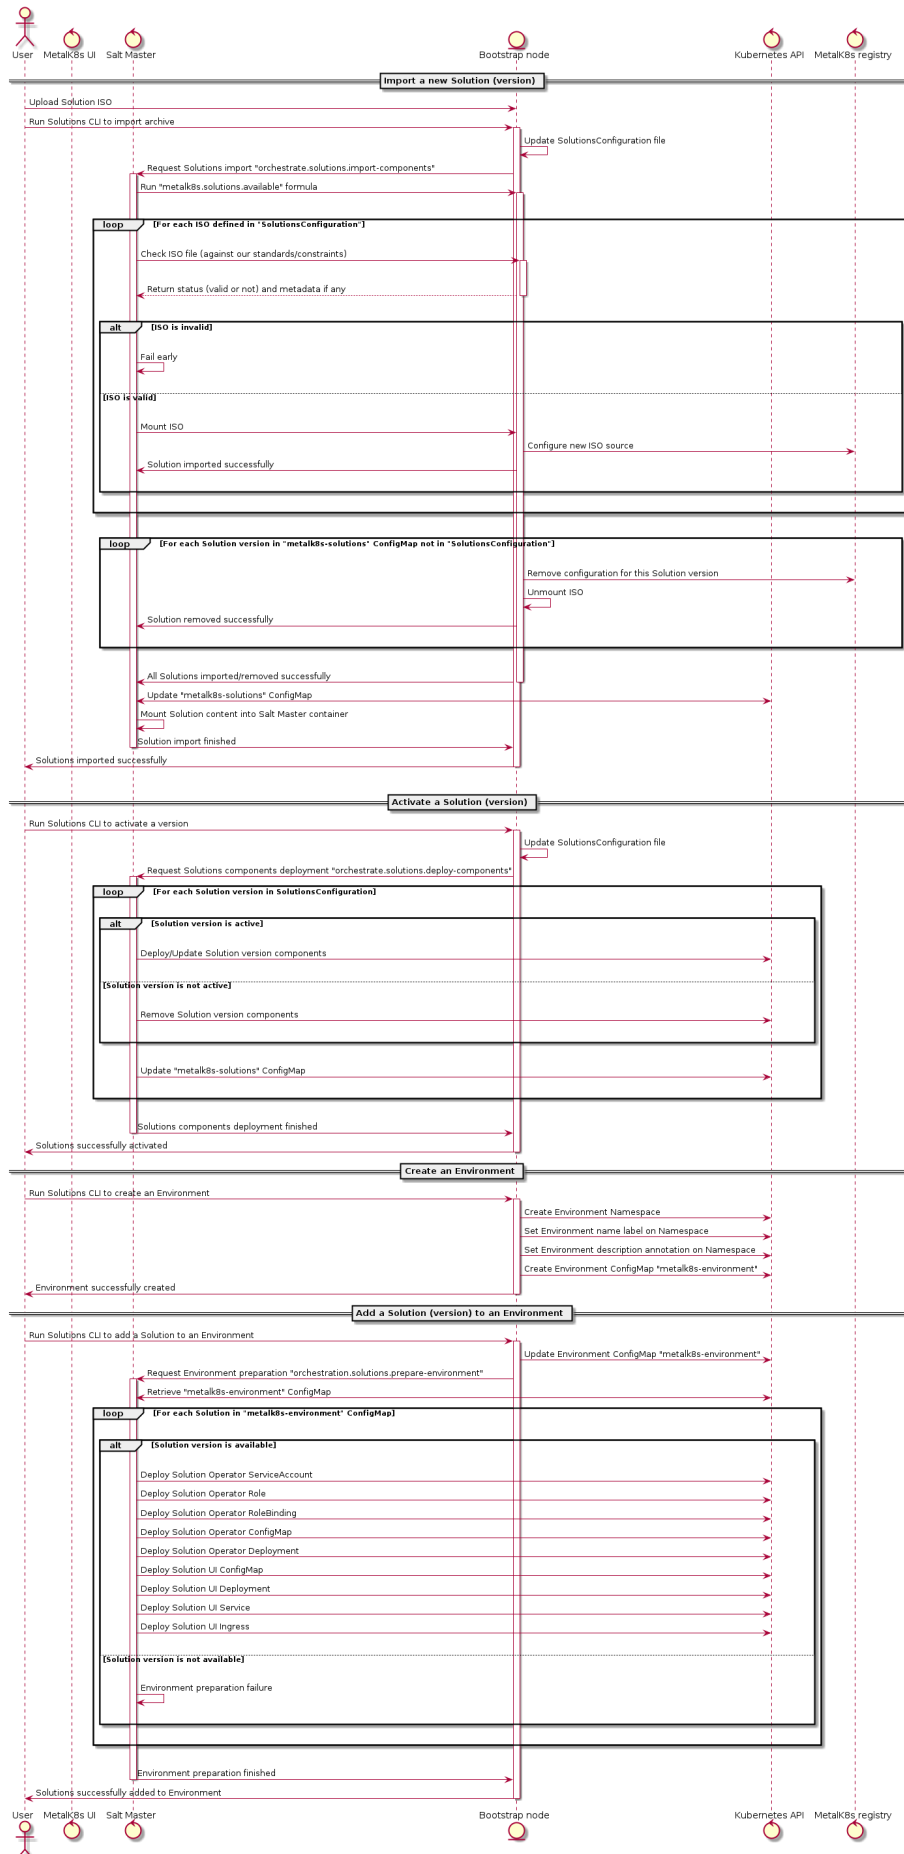 User
MetalK8s UI
Salt Master
Bootstrap node
Kubernetes API
MetalK8s registry
Import a new Solution (version)
Upload Solution ISO
Run Solutions CLI to import archive
Update SolutionsConfiguration file
Request Solutions import "orchestrate.solutions.import-components"
Run "metalk8s.solutions.available" formula
loop [For each ISO defined in "SolutionsConfiguration"]
Check ISO file (against our standards/constraints)
Return status (valid or not) and metadata if any
alt [ISO is invalid]
Fail early
[ISO is valid]
Mount ISO
Configure new ISO source
Solution imported successfully
loop [For each Solution version in "metalk8s-solutions" ConfigMap not in "SolutionsConfiguration"]
Remove configuration for this Solution version
Unmount ISO
Solution removed successfully
All Solutions imported/removed successfully
Update "metalk8s-solutions" ConfigMap
Mount Solution content into Salt Master container
Solution import finished
Solutions imported successfully
Activate a Solution (version)
Run Solutions CLI to activate a version
Update SolutionsConfiguration file
Request Solutions components deployment "orchestrate.solutions.deploy-components"
loop [For each Solution version in SolutionsConfiguration]
alt [Solution version is active]
Deploy/Update Solution version components
[Solution version is not active]
Remove Solution version components
Update "metalk8s-solutions" ConfigMap
Solutions components deployment finished
Solutions successfully activated
Create an Environment
Run Solutions CLI to create an Environment
Create Environment Namespace
Set Environment name label on Namespace
Set Environment description annotation on Namespace
Create Environment ConfigMap "metalk8s-environment"
Environment successfully created
Add a Solution (version) to an Environment
Run Solutions CLI to add a Solution to an Environment
Update Environment ConfigMap "metalk8s-environment"
Request Environment preparation "orchestration.solutions.prepare-environment"
Retrieve "metalk8s-environment" ConfigMap
loop [For each Solution in "metalk8s-environment" ConfigMap]
alt [Solution version is available]
Deploy Solution Operator ServiceAccount
Deploy Solution Operator Role
Deploy Solution Operator RoleBinding
Deploy Solution Operator ConfigMap
Deploy Solution Operator Deployment
Deploy Solution UI ConfigMap
Deploy Solution UI Deployment
Deploy Solution UI Service
Deploy Solution UI Ingress
[Solution version is not available]
Environment preparation failure
Environment preparation finished
Solutions successfully added to Environment
User
MetalK8s UI
Salt Master
Bootstrap node
Kubernetes API
MetalK8s registry